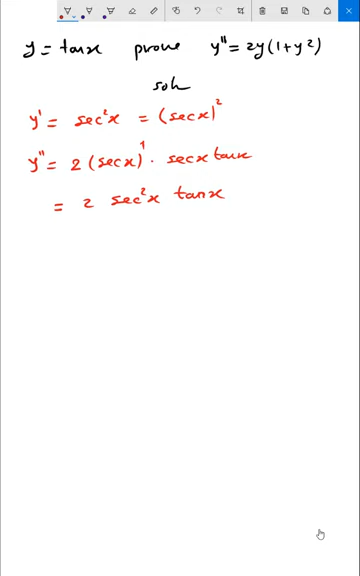 y = tanx prove y'' = 2y(1+y²)
soln
y' = sec²x = (secx)²
y'' = 2 (secx)¹ · secx tanx
= 2 sec²x tanx